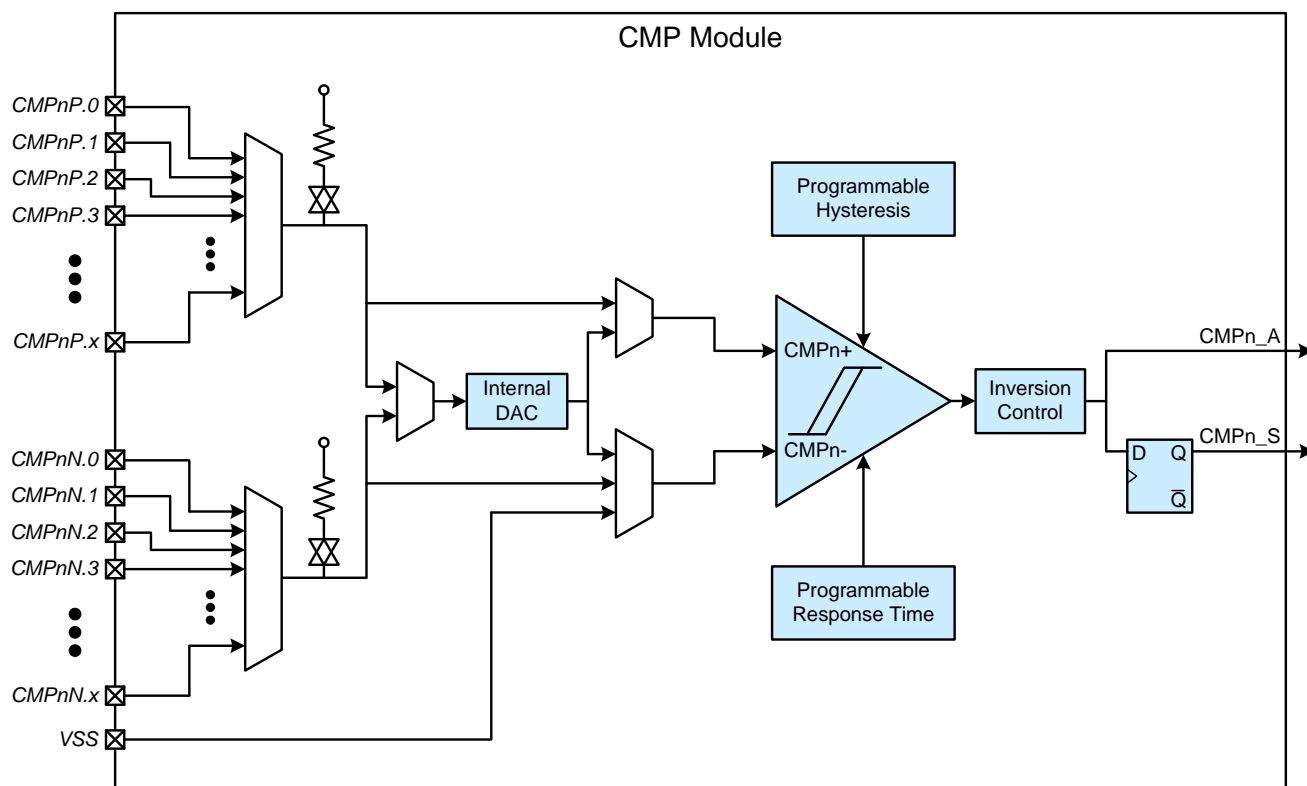 CMP Module
CMPnP.0
CMPnP.1
CMPnP.2
CMPnP.3
CMPnP.x
CMPnN.0
CMPnN.1
CMPnN.2
CMPnN.3
CMPnN.x
VSS
Internal
DAC
Programmable
Hysteresis
CMPn+
CMPn-
Programmable
Response Time
Inversion
Control
CMPn_A
CMPn_S
D Q
Q̅